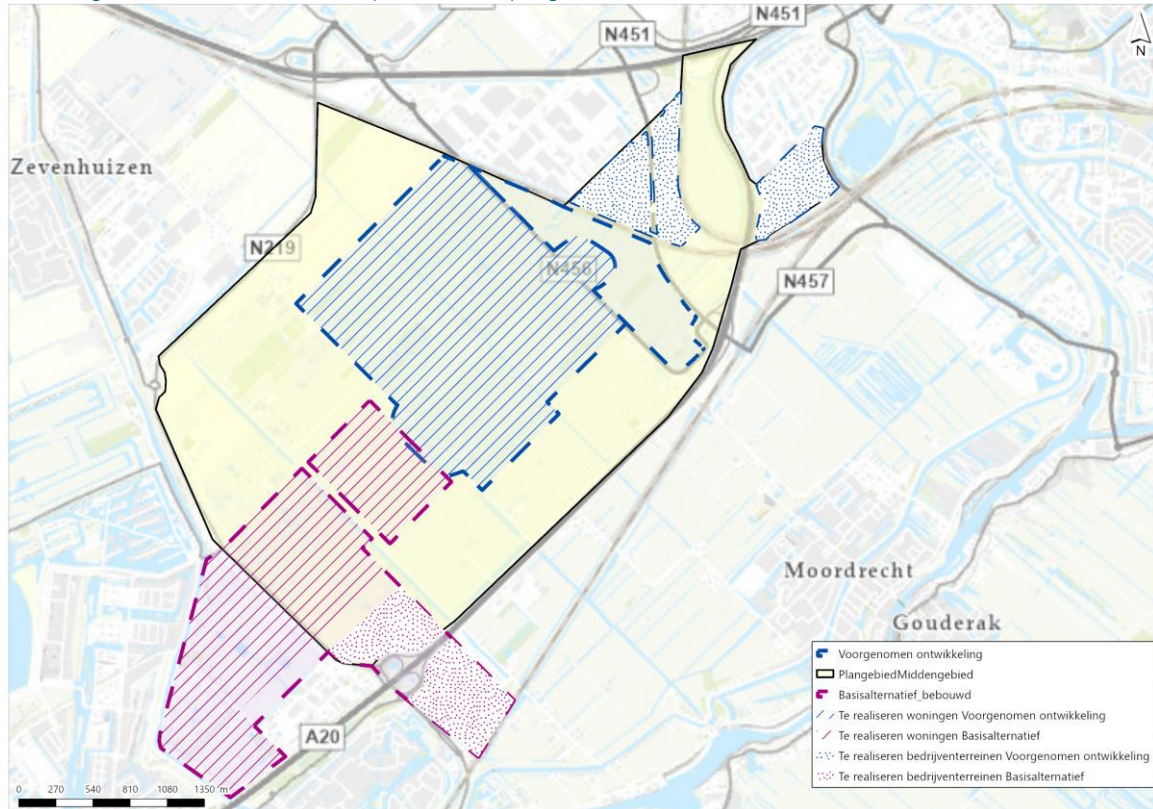 N451
N451
N
Zevenhuizen
N219
N456
N457
Moordrecht
Gouderak
A20
Voorgenomen ontwikkeling
PlangebiedMiddengebied
Basisalternatief_bebouwd
Te realiseren woningen Voorgenomen ontwikkeling
Te realiseren woningen Basisalternatief
Te realiseren bedrijventerreinen Voorgenomen ontwikkeling
Te realiseren bedrijventerreinen Basisalternatief
0 270 540 810 1080 1350 m